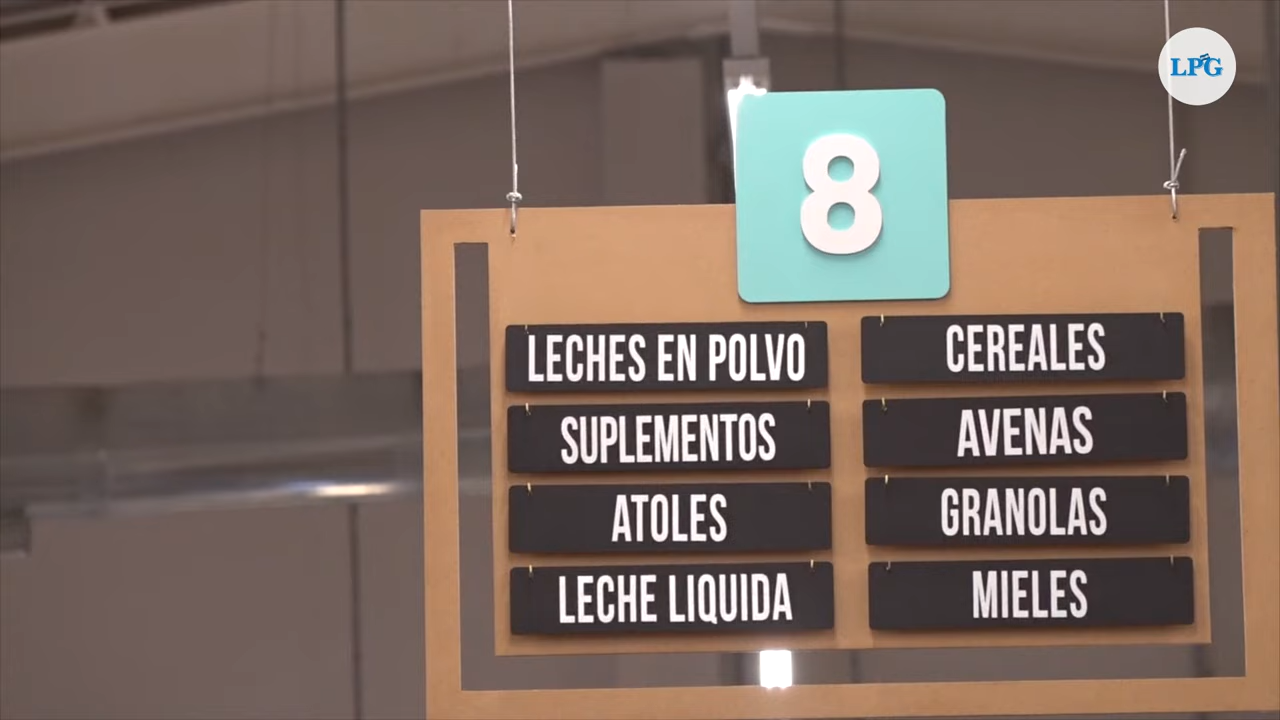 LPG
8
LECHES EN POLVO
SUPLEMENTOS
ATOLES
LECHE LIQUIDA
CEREALES
AVENAS
GRANOLAS
MIELES